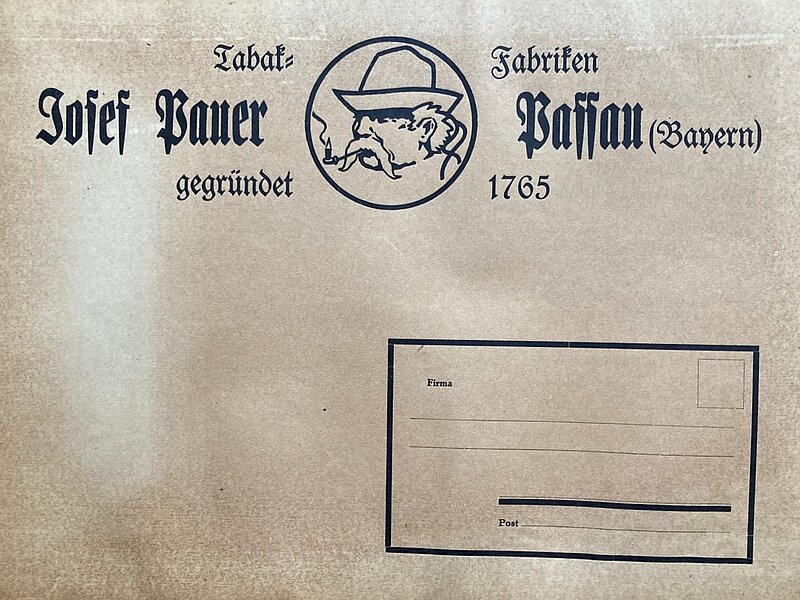 Tabak- Fabriken
Josef Pauer Passau (Bayern)
gegründet 1765
Firma
Post